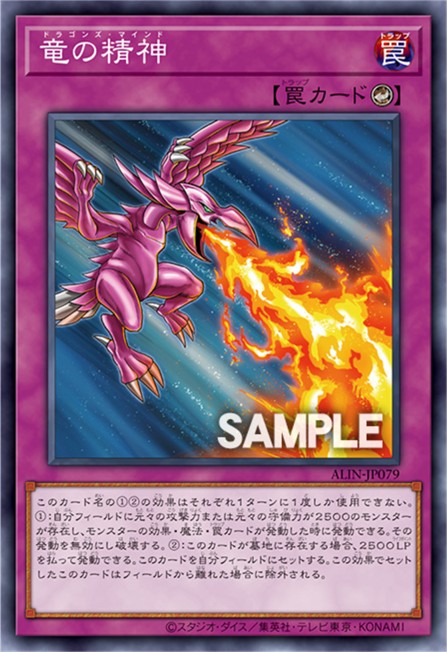 ドラゴンズ・マインド
竜の精神
トラップ
罠
トラップ
【罠カード】
SAMPLE
ALIN-JP079
このカード名の①②の効果はそれぞれ1ターンに1度しか使用できない。
①:自分フィールドに元々の攻撃力または元々の守備力が2500のモンスター
が存在し、モンスターの効果・魔法・罠カードが発動した時に発動できる。その
発動を無効にし破壊する。②:このカードが墓地に存在する場合、2500LP
を払って発動できる。このカードを自分フィールドにセットする。この効果でセッ
トしたこのカードはフィールドから離れた場合に除外される。
©スタジオ・ダイス/集英社・テレビ東京・KONAMI